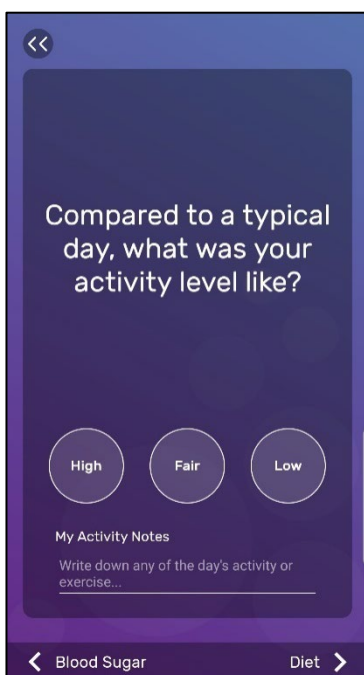 Compared to a typical
day, what was your
activity level like?
High Fair Low
My Activity Notes
Write down any of the day's activity or
exercise...
Blood Sugar Diet